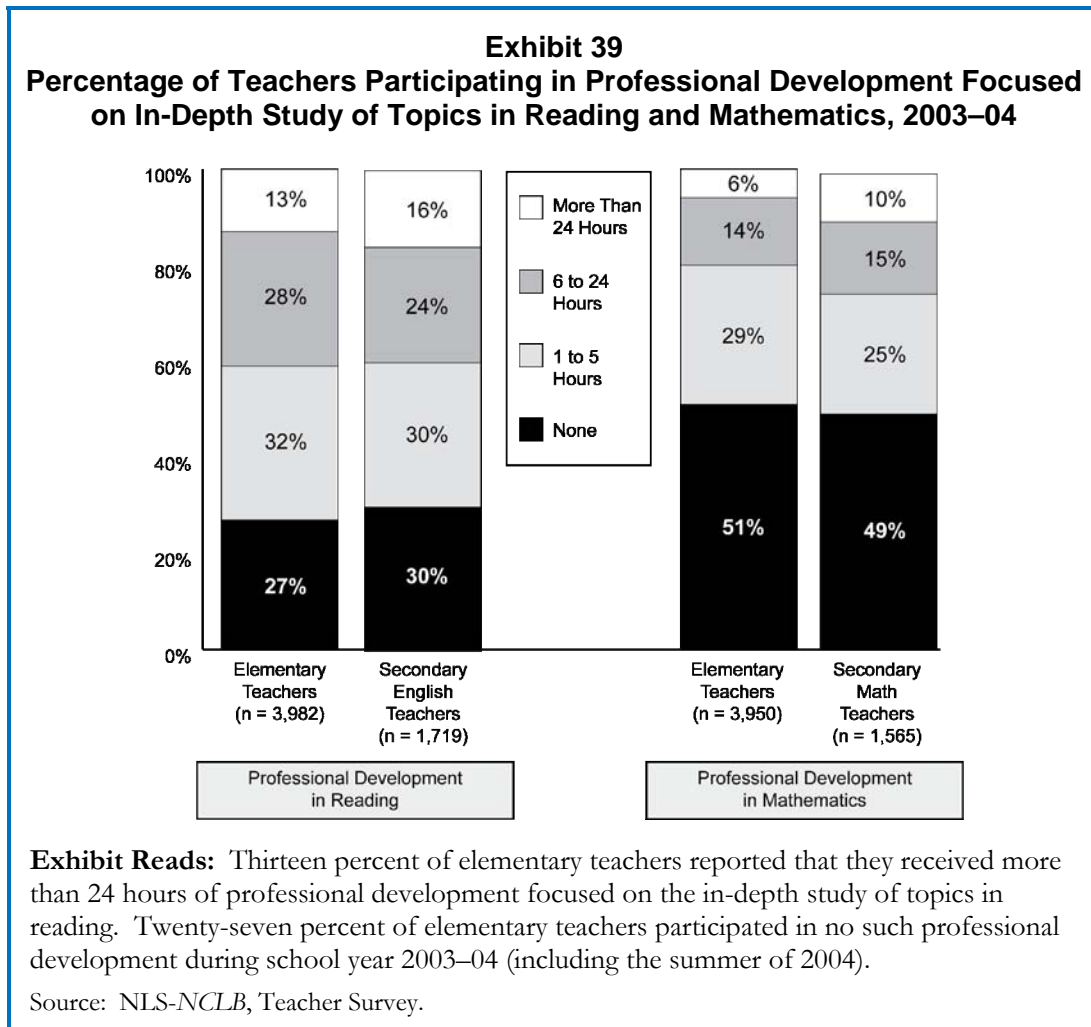 Exhibit 39
Percentage of Teachers Participating in Professional Development Focused
on In-Depth Study of Topics in Reading and Mathematics, 2003–04
100%
80%
60%
40%
20%
0%
13%
28%
32%
27%
16%
24%
30%
30%
More Than
24 Hours
6 to 24
Hours
1 to 5
Hours
None
6%
14%
29%
51%
10%
15%
25%
49%
Elementary
Teachers
(n = 3,982)
Secondary
English
Teachers
(n = 1,719)
Elementary
Teachers
(n = 3,950)
Secondary
Math
Teachers
(n = 1,565)
Professional Development
in Reading
Professional Development
in Mathematics
Exhibit Reads: Thirteen percent of elementary teachers reported that they received more
than 24 hours of professional development focused on the in-depth study of topics in
reading. Twenty-seven percent of elementary teachers participated in no such professional
development during school year 2003–04 (including the summer of 2004).
Source: NLS-NCLB, Teacher Survey.